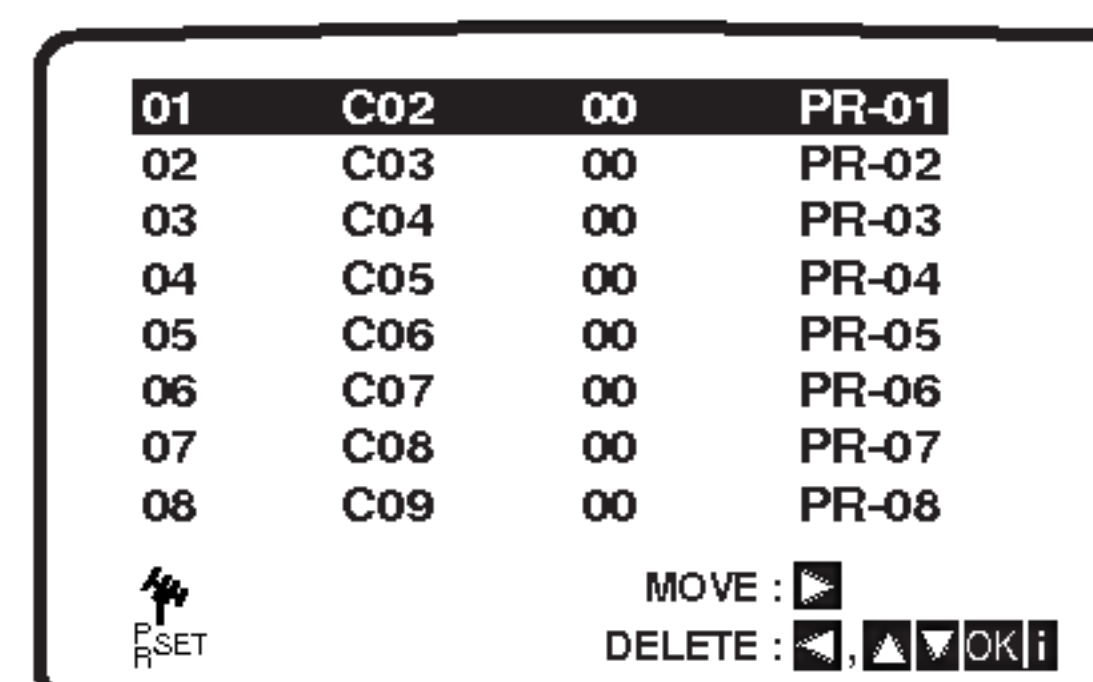 01 C02 00 PR-01
02 C03 00 PR-02
03 C04 00 PR-03
04 C05 00 PR-04
05 C06 00 PR-05
06 C07 00 PR-06
07 C08 00 PR-07
08 C09 00 PR-08
MOVE :
PR SET
DELETE : , OK i